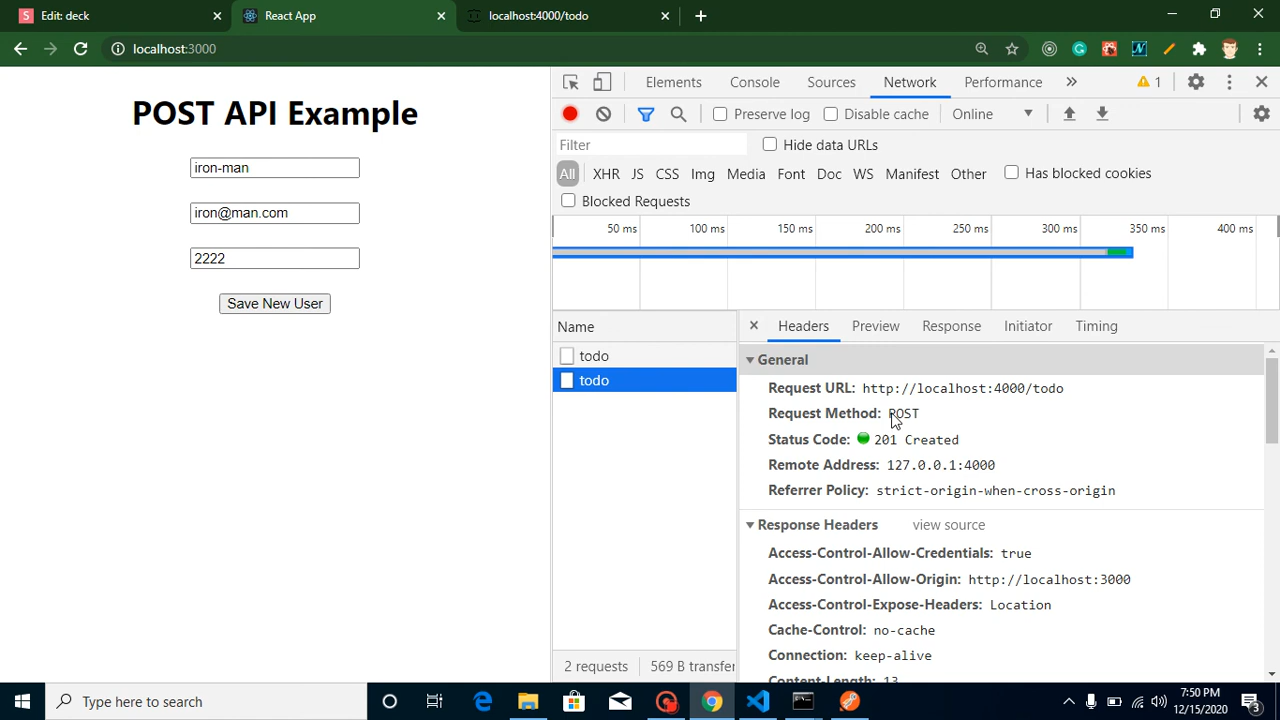 Edit: deck
React App
localhost:4000/todo
localhost:3000
POST API Example
iron-man
iron@man.com
2222
Save New User
Elements Console Sources Network Performance 1
Preserve log Disable cache Online
Filter Hide data URLs
All XHR JS CSS Img Media Font Doc WS Manifest Other Has blocked cookies
Blocked Requests
50 ms 100 ms 150 ms 200 ms 250 ms 300 ms 350 ms 400 ms
Name
todo
todo
2 requests 569 B transfer
Headers Preview Response Initiator Timing
General
Request URL: http://localhost:4000/todo
Request Method: POST
Status Code: 201 Created
Remote Address: 127.0.0.1:4000
Referrer Policy: strict-origin-when-cross-origin
Response Headers view source
Access-Control-Allow-Credentials: true
Access-Control-Allow-Origin: http://localhost:3000
Access-Control-Expose-Headers: Location
Cache-Control: no-cache
Connection: keep-alive
Content-Length: 13
Type here to search
7:50 PM
12/15/2020
3